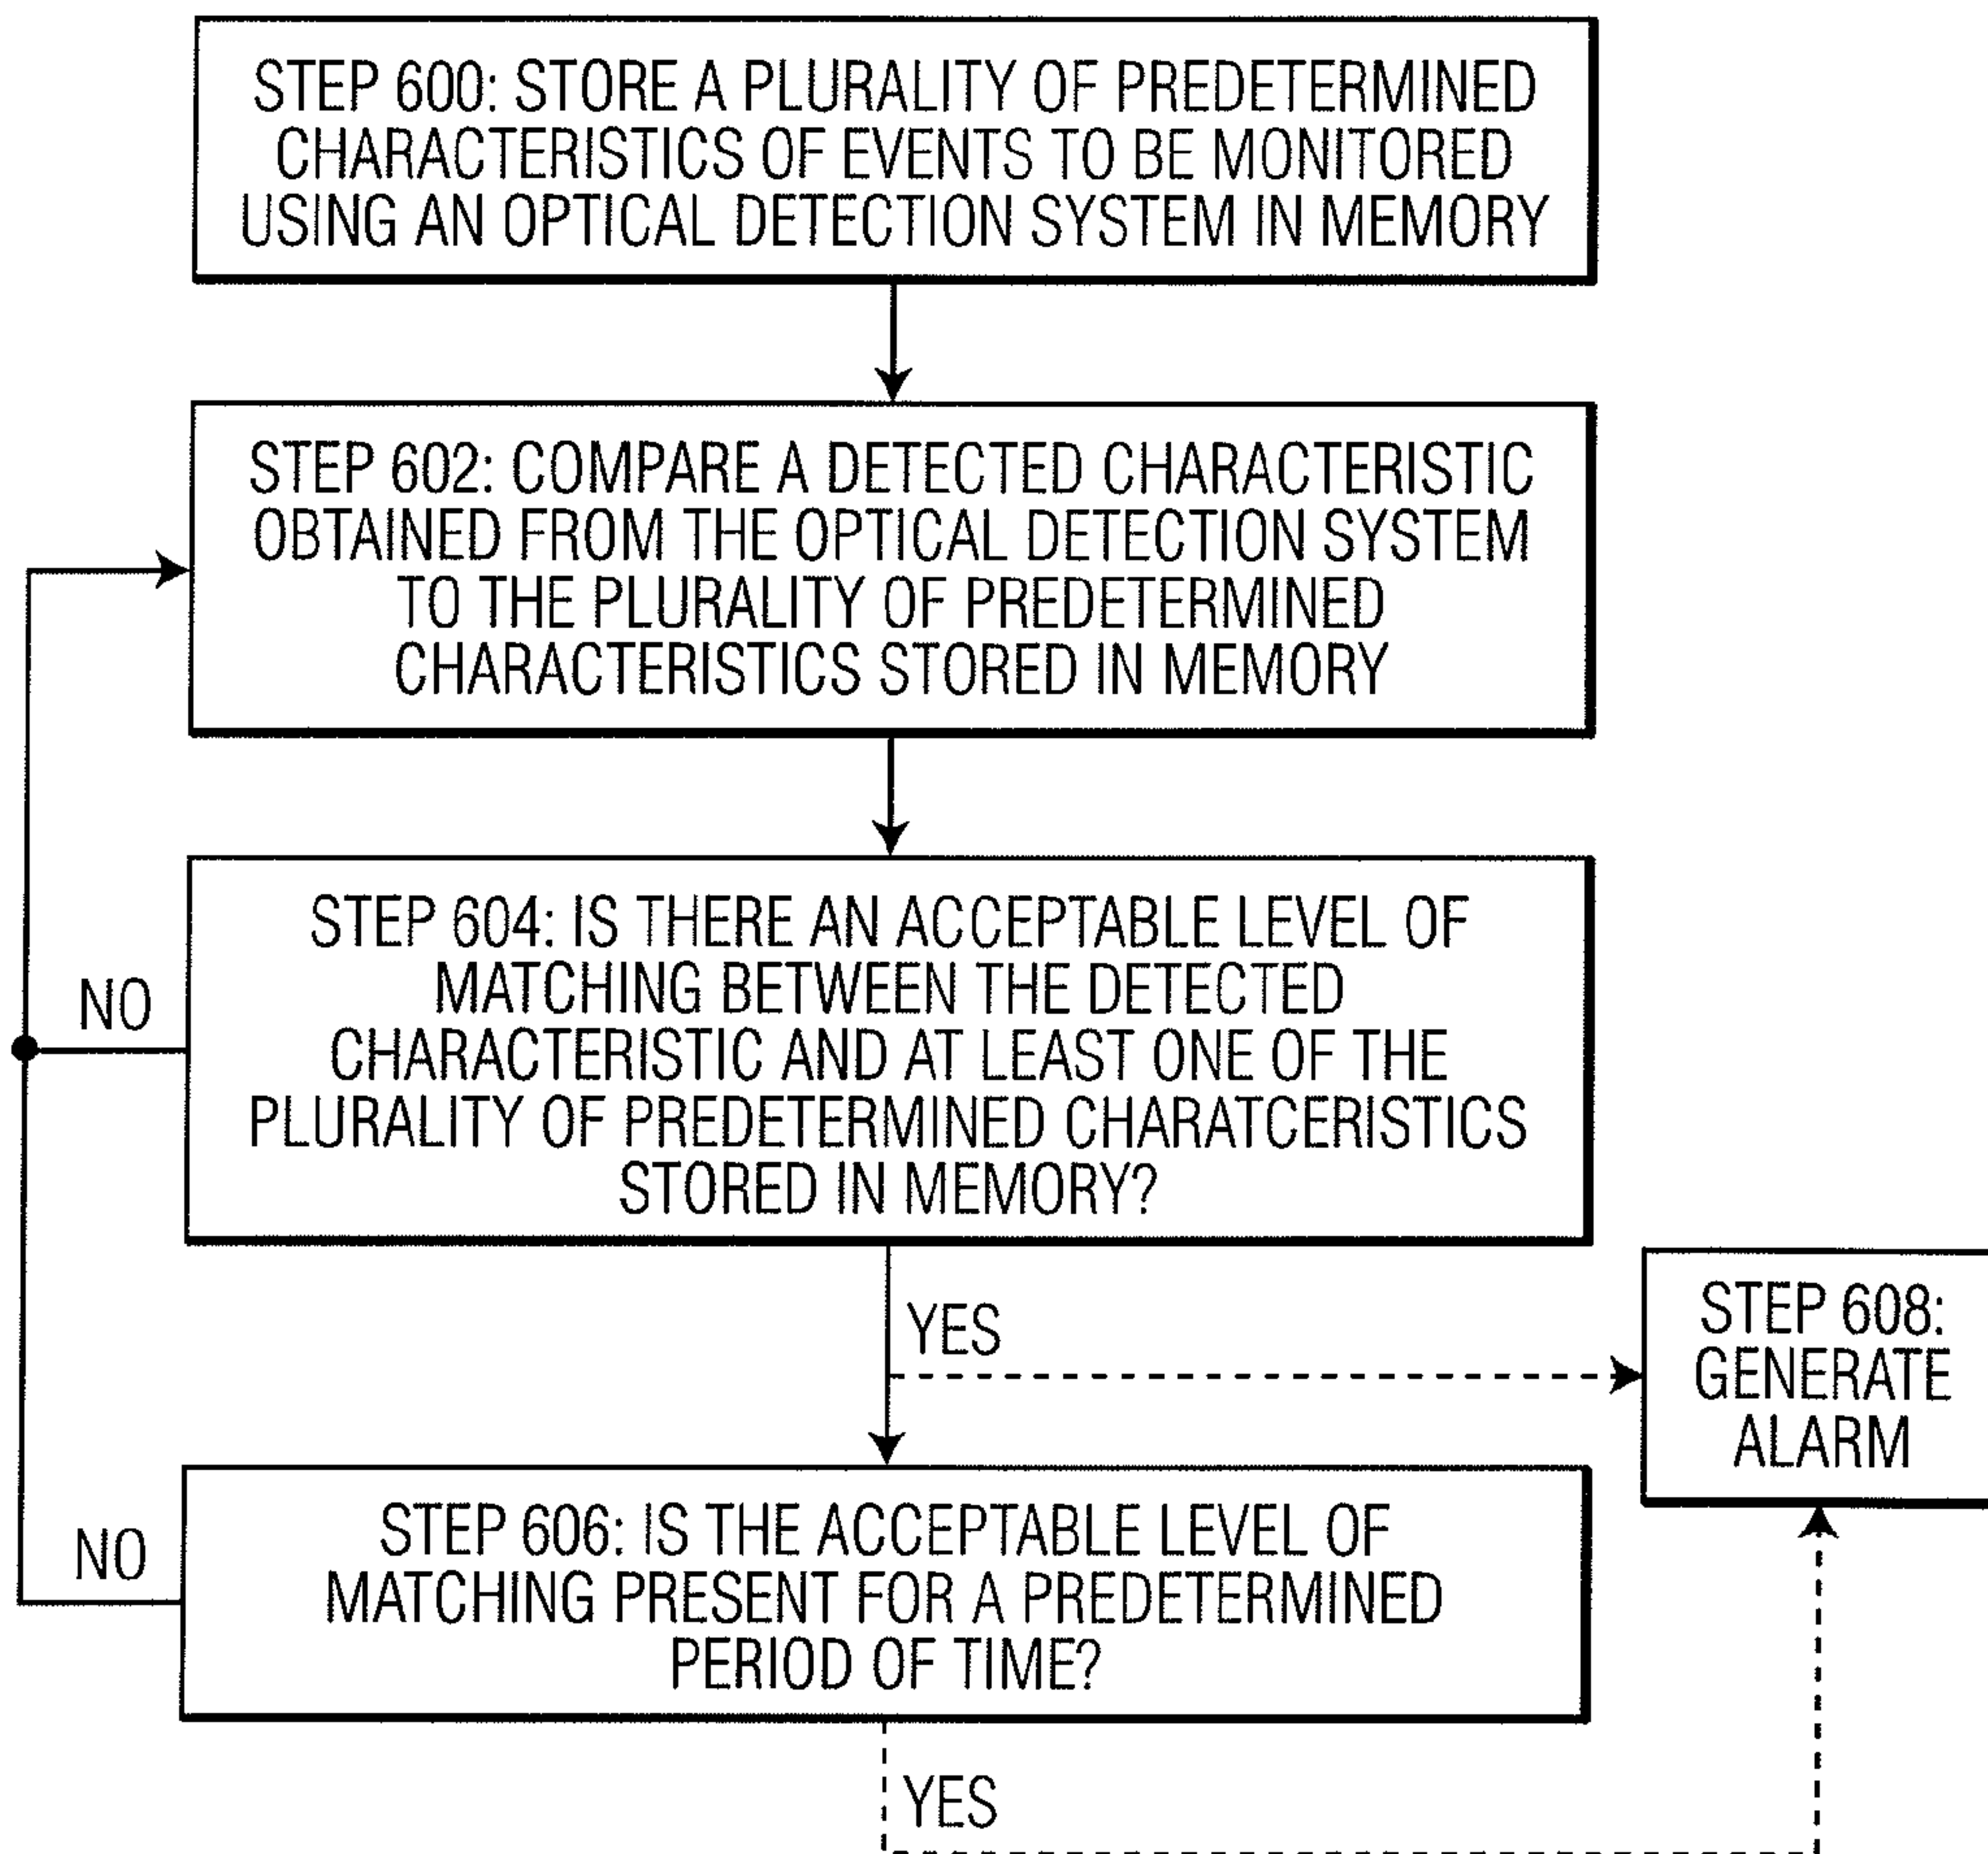 STEP 600: STORE A PLURALITY OF PREDETERMINED
CHARACTERISTICS OF EVENTS TO BE MONITORED
USING AN OPTICAL DETECTION SYSTEM IN MEMORY
STEP 602: COMPARE A DETECTED CHARACTERISTIC
OBTAINED FROM THE OPTICAL DETECTION SYSTEM
TO THE PLURALITY OF PREDETERMINED
CHARACTERISTICS STORED IN MEMORY
STEP 604: IS THERE AN ACCEPTABLE LEVEL OF
MATCHING BETWEEN THE DETECTED
CHARACTERISTIC AND AT LEAST ONE OF THE
PLURALITY OF PREDETERMINED CHARATCERISTICS
STORED IN MEMORY?
NO
YES
STEP 608:
GENERATE
ALARM
STEP 606: IS THE ACCEPTABLE LEVEL OF
MATCHING PRESENT FOR A PREDETERMINED
PERIOD OF TIME?
NO
YES